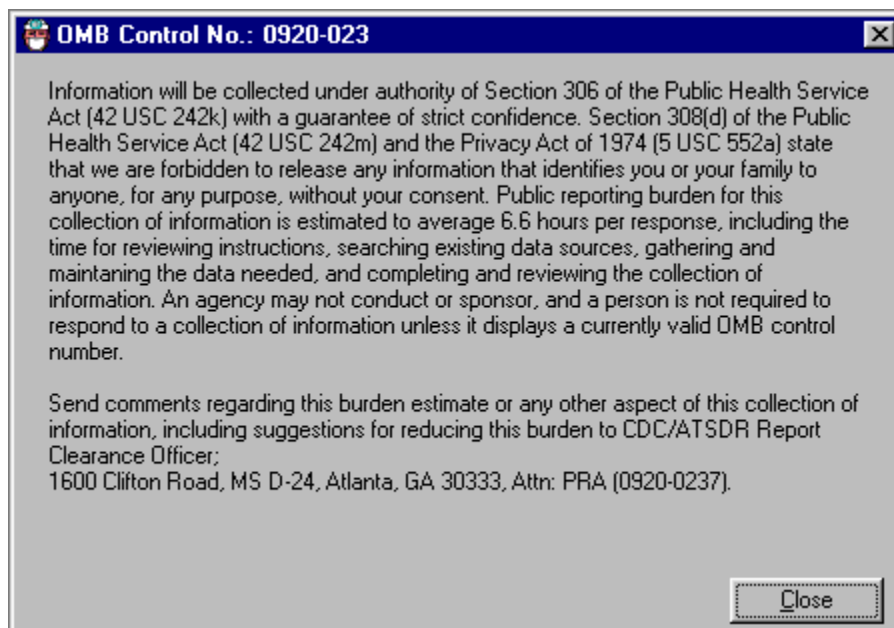 OMB Control No.: 0920-023
Information will be collected under authority of Section 306 of the Public Health Service
Act (42 USC 242k) with a guarantee of strict confidence. Section 308(d) of the Public
Health Service Act (42 USC 242m) and the Privacy Act of 1974 (5 USC 552a) state
that we are forbidden to release any information that identifies you or your family to
anyone, for any purpose, without your consent. Public reporting burden for this
collection of information is estimated to average 6.6 hours per response, including the
time for reviewing instructions, searching existing data sources, gathering and
maintaning the data needed, and completing and reviewing the collection of
information. An agency may not conduct or sponsor, and a person is not required to
respond to a collection of information unless it displays a currently valid OMB control
number.
Send comments regarding this burden estimate or any other aspect of this collection of
information, including suggestions for reducing this burden to CDC/ATSDR Report
Clearance Officer;
1600 Clifton Road, MS D-24, Atlanta, GA 30333, Attn: PRA (0920-0237).
Close